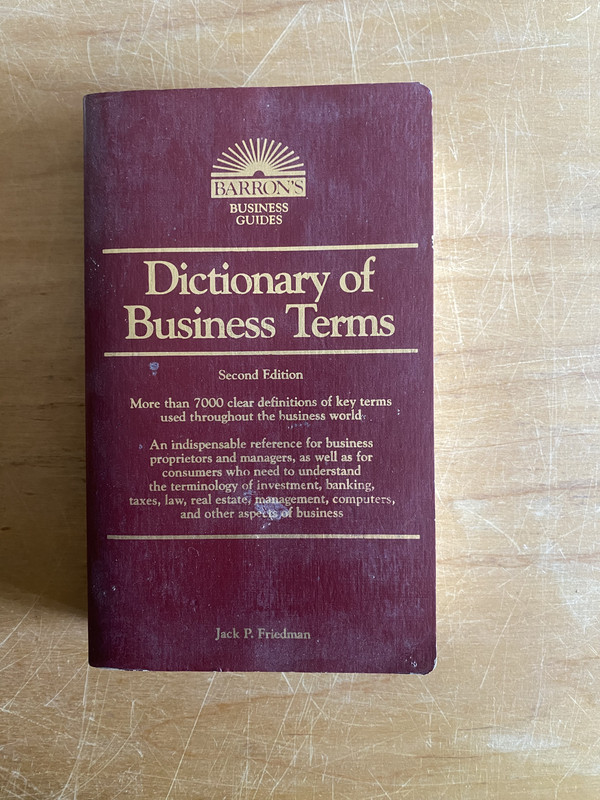 BARRON'S
BUSINESS
GUIDES
Dictionary of
Business Terms
Second Edition
More than 7000 clear definitions of key terms
used throughout the business world
An indispensable reference for business
proprietors and managers, as well as for
consumers who need to understand
the terminology of investment, banking,
taxes, law, real estate, management, computers,
and other aspects of business
Jack P. Friedman